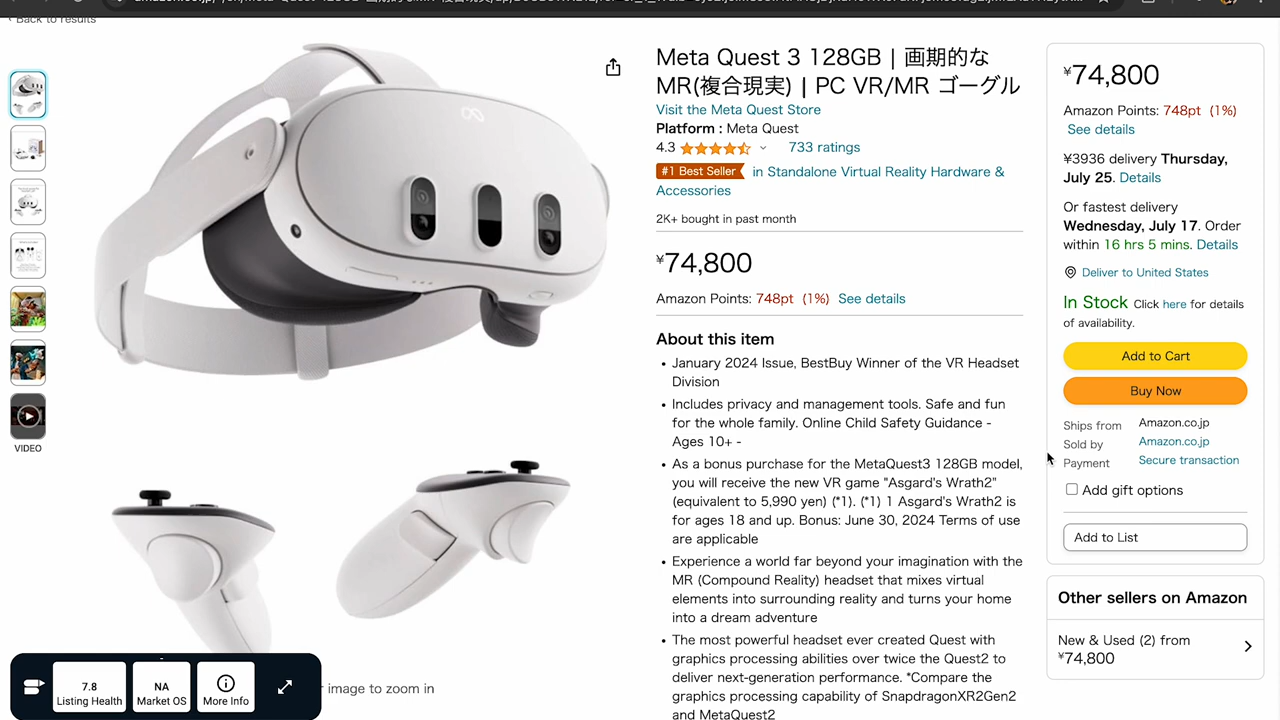 ‹ Back to results
Meta Quest 3 128GB | 画期的な
MR(複合現実) | PC VR/MR ゴーグル
Visit the Meta Quest Store
Platform : Meta Quest
4.3
733 ratings
#1 Best Seller in Standalone Virtual Reality Hardware &
Accessories
2K+ bought in past month
¥74,800
Amazon Points: 748pt (1%) See details
About this item
• January 2024 Issue, BestBuy Winner of the VR Headset
Division
• Includes privacy and management tools. Safe and fun
for the whole family. Online Child Safety Guidance -
Ages 10+ -
• As a bonus purchase for the MetaQuest3 128GB model,
you will receive the new VR game "Asgard's Wrath2"
(equivalent to 5,990 yen) (*1). (*1) 1 Asgard's Wrath2 is
for ages 18 and up. Bonus: June 30, 2024 Terms of use
are applicable
• Experience a world far beyond your imagination with the
MR (Compound Reality) headset that mixes virtual
elements into surrounding reality and turns your home
into a dream adventure
• The most powerful headset ever created Quest with
graphics processing abilities over twice the Quest2 to
deliver next-generation performance. *Compare the
graphics processing capability of SnapdragonXR2Gen2
and MetaQuest2
¥74,800
Amazon Points: 748pt (1%)
See details
¥3936 delivery Thursday,
July 25. Details
Or fastest delivery
Wednesday, July 17. Order
within 16 hrs 5 mins. Details
Deliver to United States
In Stock Click here for details
of availability.
Add to Cart
Buy Now
Ships from Amazon.co.jp
Sold by Amazon.co.jp
Payment Secure transaction
Add gift options
Add to List
Other sellers on Amazon
New & Used (2) from
¥74,800
VIDEO
image to zoom in
7.8
Listing Health
NA
Market OS
More Info